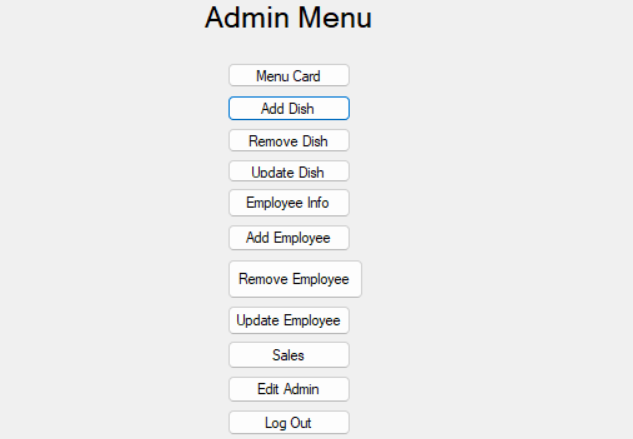 Admin Menu
Menu Card
Add Dish
Remove Dish
Update Dish
Employee Info
Add Employee
Remove Employee
Update Employee
Sales
Edit Admin
Log Out